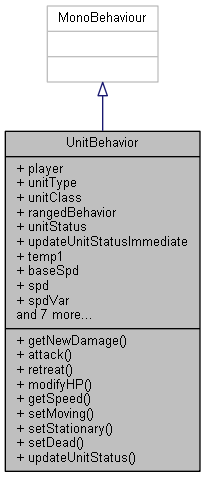 MonoBehaviour
UnitBehavior
+ player
+ unitType
+ unitClass
+ rangedBehavior
+ unitStatus
+ updateUnitStatusImmediate
+ temp1
+ baseSpd
+ spd
+ spdVar
and 7 more...
+ getNewDamage()
+ attack()
+ retreat()
+ modifyHP()
+ getSpeed()
+ setMoving()
+ setStationary()
+ setDead()
+ updateUnitStatus()